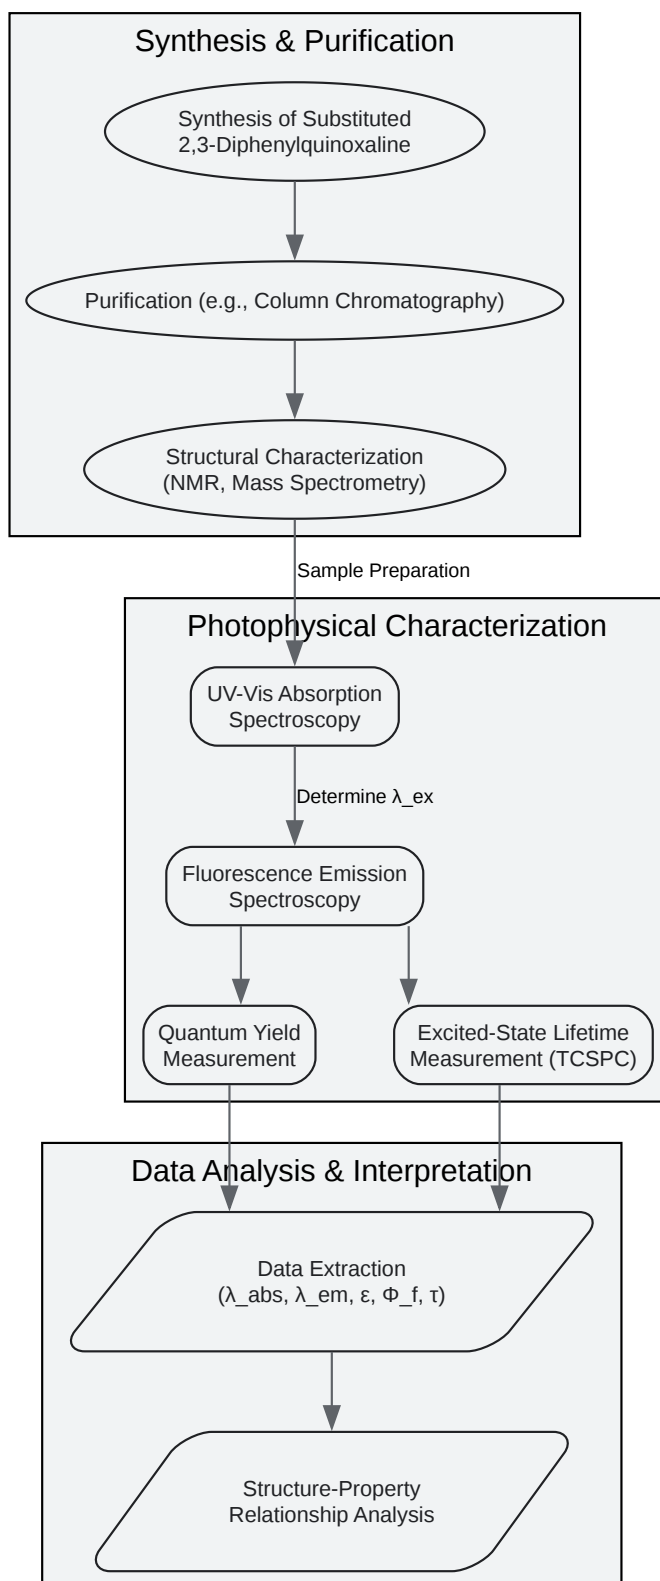 Synthesis & Purification
Synthesis of Substituted
2,3-Diphenylquinoxaline
Purification (e.g., Column Chromatography)
Structural Characterization
(NMR, Mass Spectrometry)
Sample Preparation
Photophysical Characterization
UV-Vis Absorption
Spectroscopy
Determine λ_ex
Fluorescence Emission
Spectroscopy
Quantum Yield
Measurement
Excited-State Lifetime
Measurement (TCSPC)
Data Analysis & Interpretation
Data Extraction
(λ_abs, λ_em, ε, Φ_f, τ)
Structure-Property
Relationship Analysis